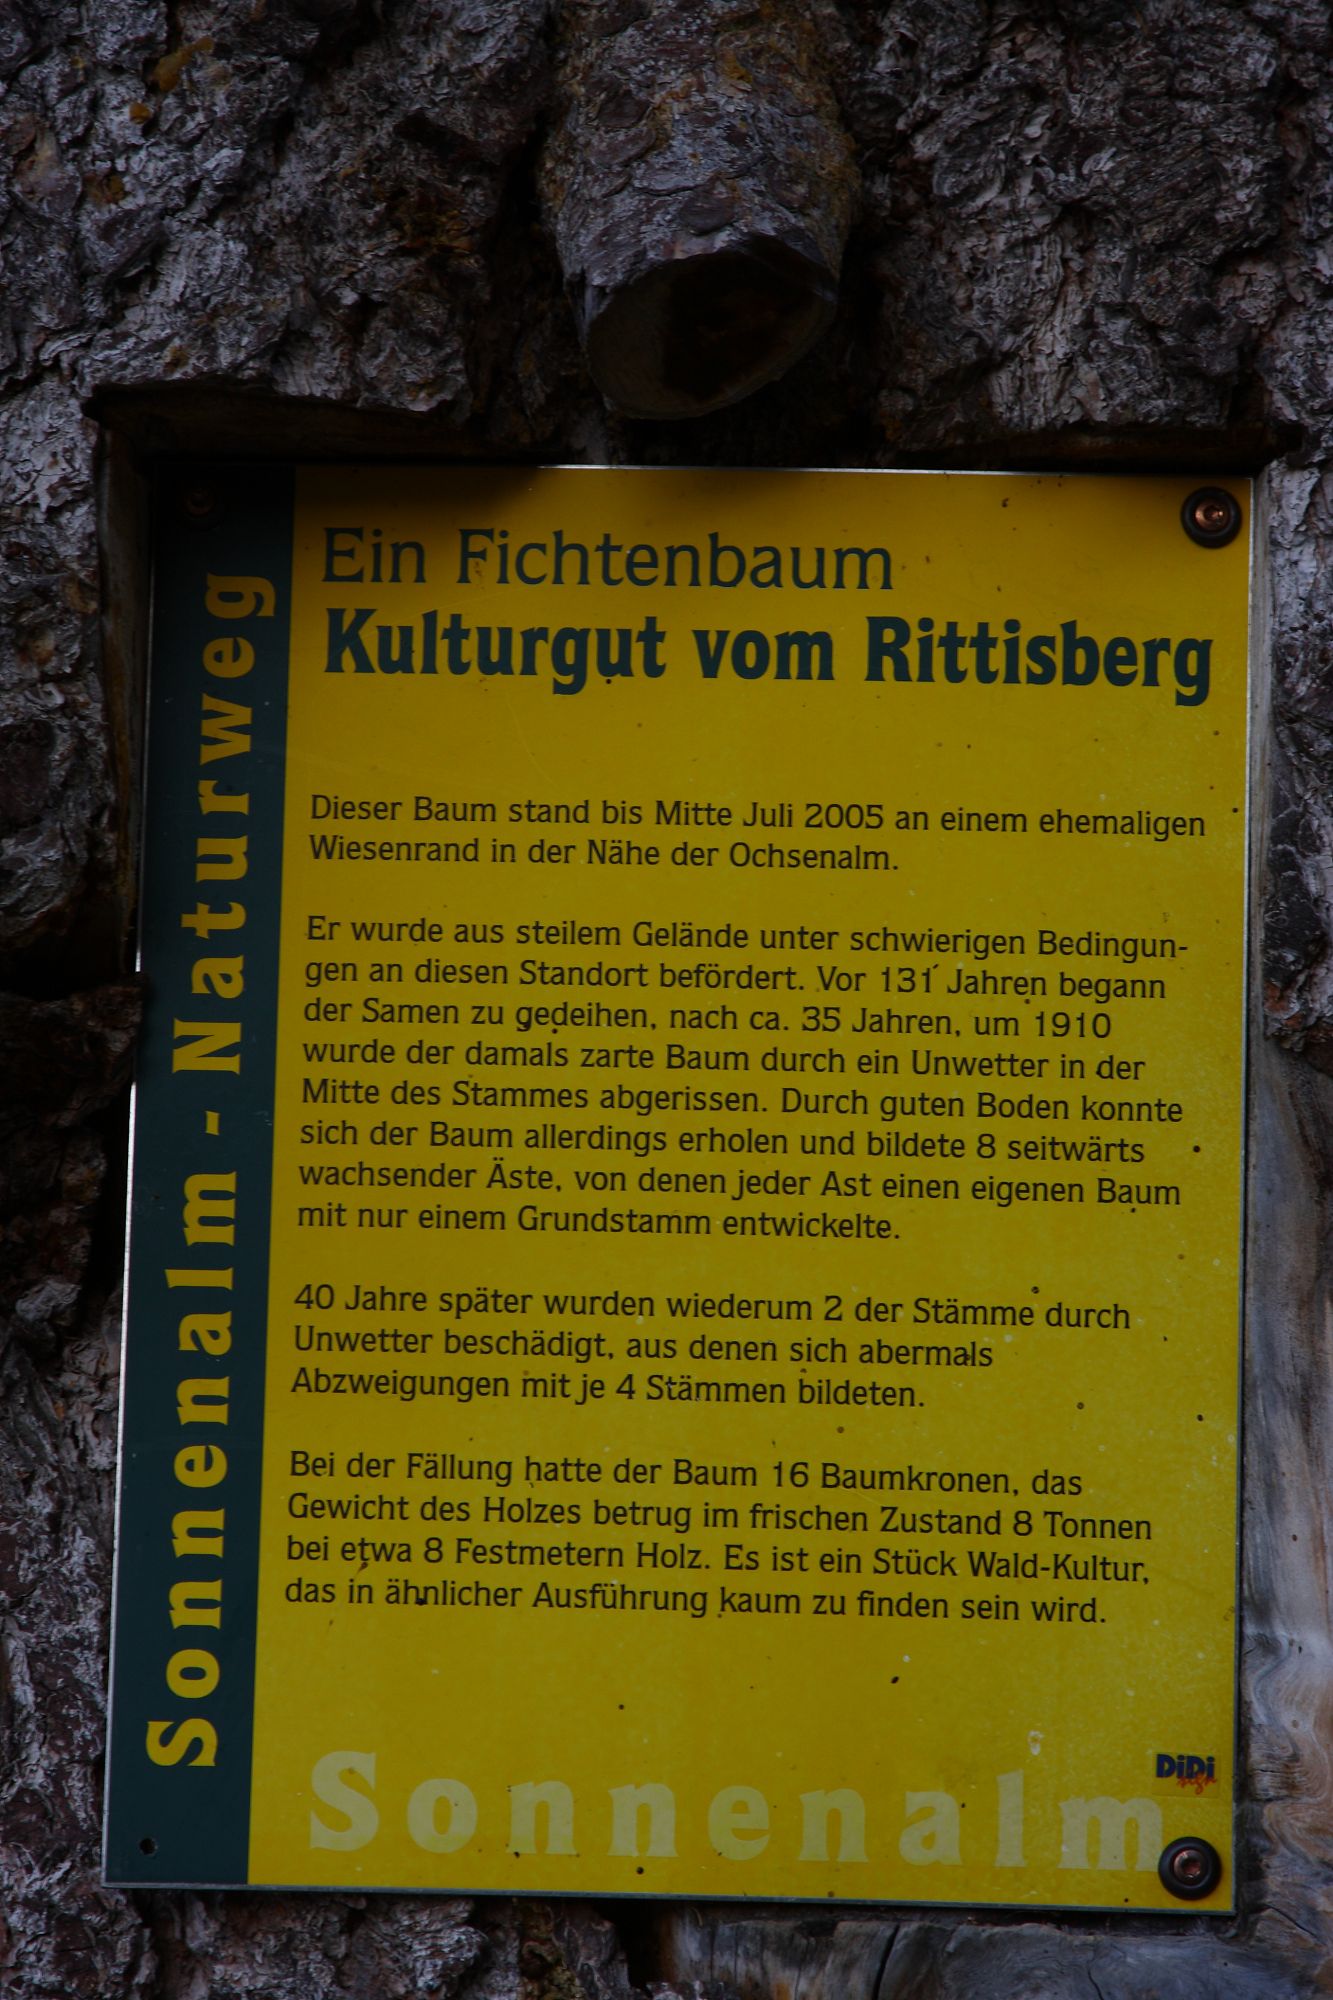 Sonnenalm - Naturweg
Ein Fichtenbaum
Kulturgut vom Rittisberg
Dieser Baum stand bis Mitte Juli 2005 an einem ehemaligen
Wiesenrand in der Nähe der Ochsenalm.
Er wurde aus steilem Gelände unter schwierigen Bedingun-
gen an diesen Standort befördert. Vor 131 Jahren begann
der Samen zu gedeihen, nach ca. 35 Jahren, um 1910
wurde der damals zarte Baum durch ein Unwetter in der
Mitte des Stammes abgerissen. Durch guten Boden konnte
sich der Baum allerdings erholen und bildete 8 seitwärts
wachsender Äste, von denen jeder Ast einen eigenen Baum
mit nur einem Grundstamm entwickelte.
40 Jahre später wurden wiederum 2 der Stämme durch
Unwetter beschädigt, aus denen sich abermals
Abzweigungen mit je 4 Stämmen bildeten.
Bei der Fällung hatte der Baum 16 Baumkronen, das
Gewicht des Holzes betrug im frischen Zustand 8 Tonnen
bei etwa 8 Festmetern Holz. Es ist ein Stück Wald-Kultur,
das in ähnlicher Ausführung kaum zu finden sein wird.
DiDi
sign
Sonnenalm